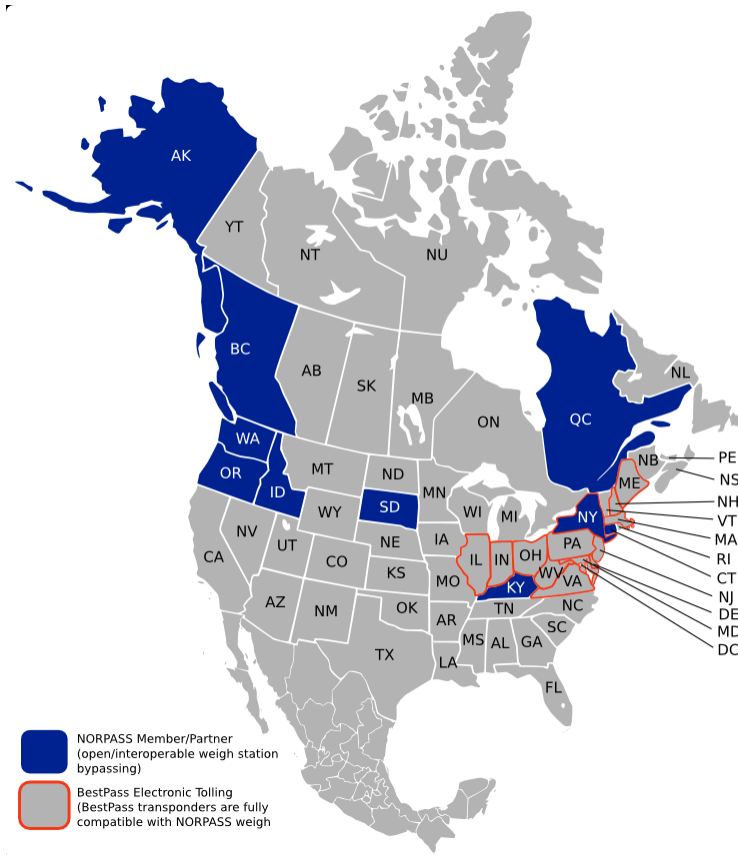 AK
YT
NT
NU
BC
AB
SK
MB
ON
QC
NL
WA
OR
ID
MT
ND
MN
WI
MI
NY
NB
ME
PE
NS
NH
VT
MA
RI
CT
NJ
DE
MD
DC
WY
SD
IA
NE
NV
UT
CO
KS
MO
IL
IN
OH
PA
WV
VA
KY
CA
AZ
NM
OK
AR
TN
NC
SC
TX
LA
MS
AL
GA
FL
NORPASS Member/Partner
(open/interoperable weigh station
bypassing)
BestPass Electronic Tolling
(BestPass transponders are fully
compatible with NORPASS weigh